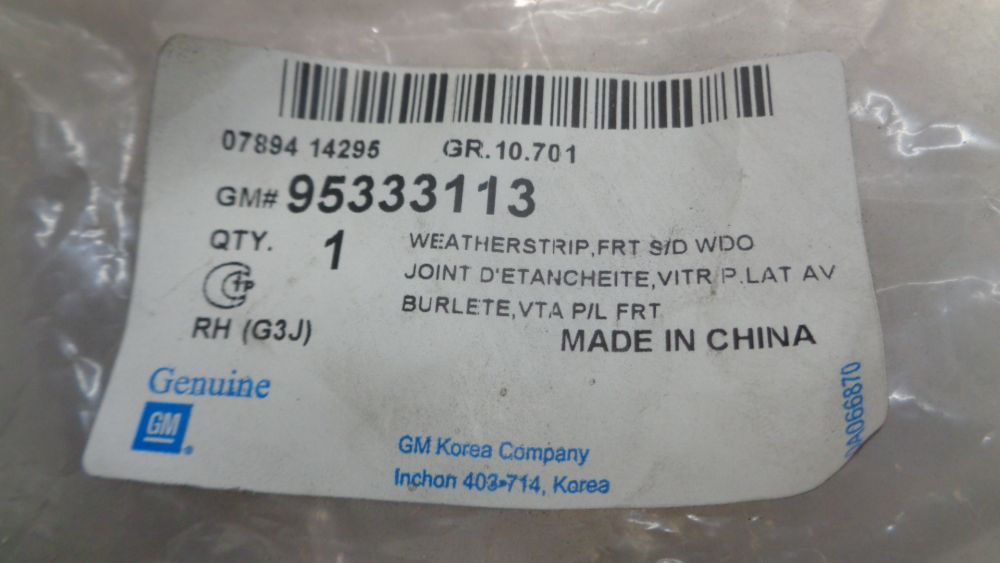 07894 14295 GR.10.701
GM# 95333113
QTY. 1
WEATHERSTRIP,FRT S/D WDO
JOINT D'ETANCHEITE,VITR P.LAT AV
BURLETE,VTA P/L FRT
RH (G3J)
MADE IN CHINA
Genuine
GM
GM Korea Company
Inchon 403-714, Korea